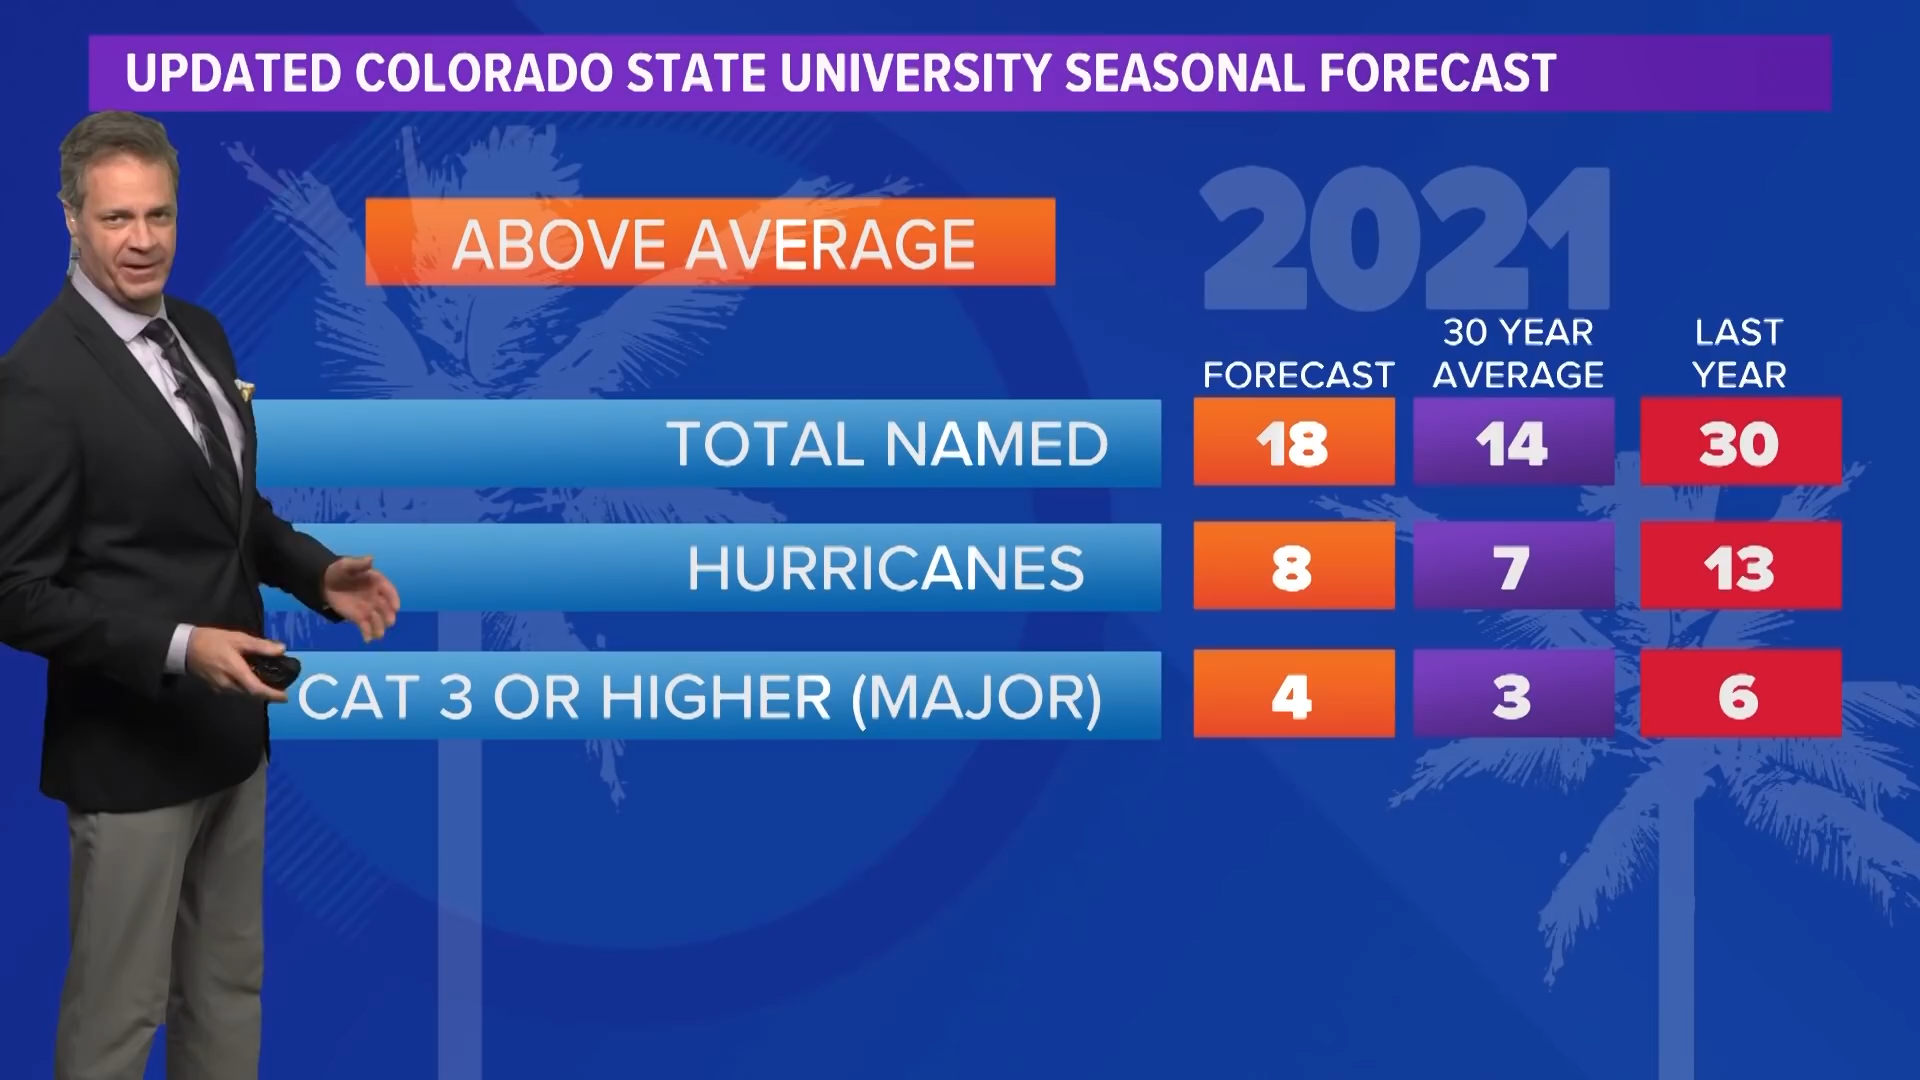 UPDATED COLORADO STATE UNIVERSITY SEASONAL FORECAST
ABOVE AVERAGE
2021
FORECAST
30 YEAR
AVERAGE
LAST
YEAR
TOTAL NAMED 18 14 30
HURRICANES 8 7 13
CAT 3 OR HIGHER (MAJOR) 4 3 6